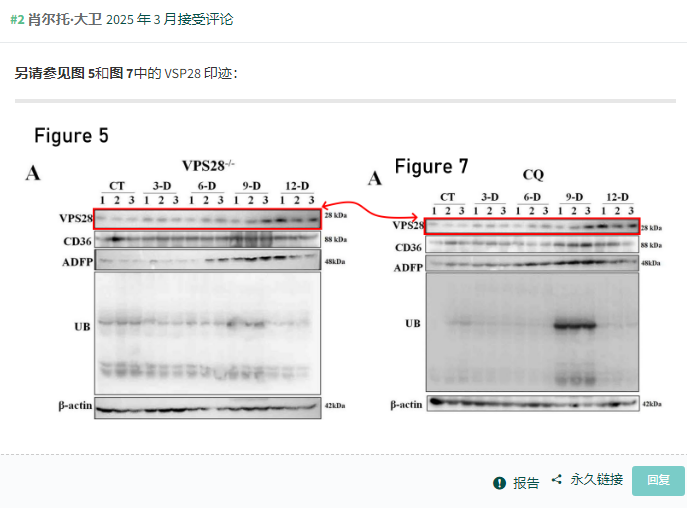 #2 肖尔托·大卫 2025 年 3 月接受评论
另请参见图 5和图 7中的 VSP28 印迹：
Figure 5
A
VPS28-/-
CT 3-D 6-D 9-D 12-D
1 2 3 1 2 3 1 2 3 1 2 3 1 2 3
VPS28 28 kDa
CD36 88 kDa
ADFP 48kDa
UB
β-actin 42kDa
A
Figure 7
CQ
CT 3-D 6-D 9-D 12-D
1 2 3 1 2 3 1 2 3 1 2 3 1 2 3
VPS28 28 kDa
CD36 88 kDa
ADFP 48kDa
UB
β-actin 42kDa
报告 永久链接 回复